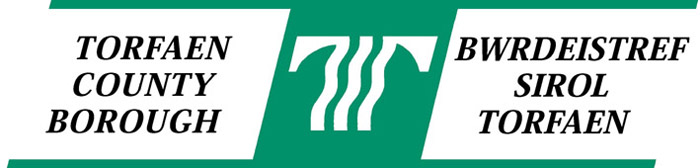 TORFAEN
COUNTY
BOROUGH
BWRDEISTREF
SIROL
TORFAEN